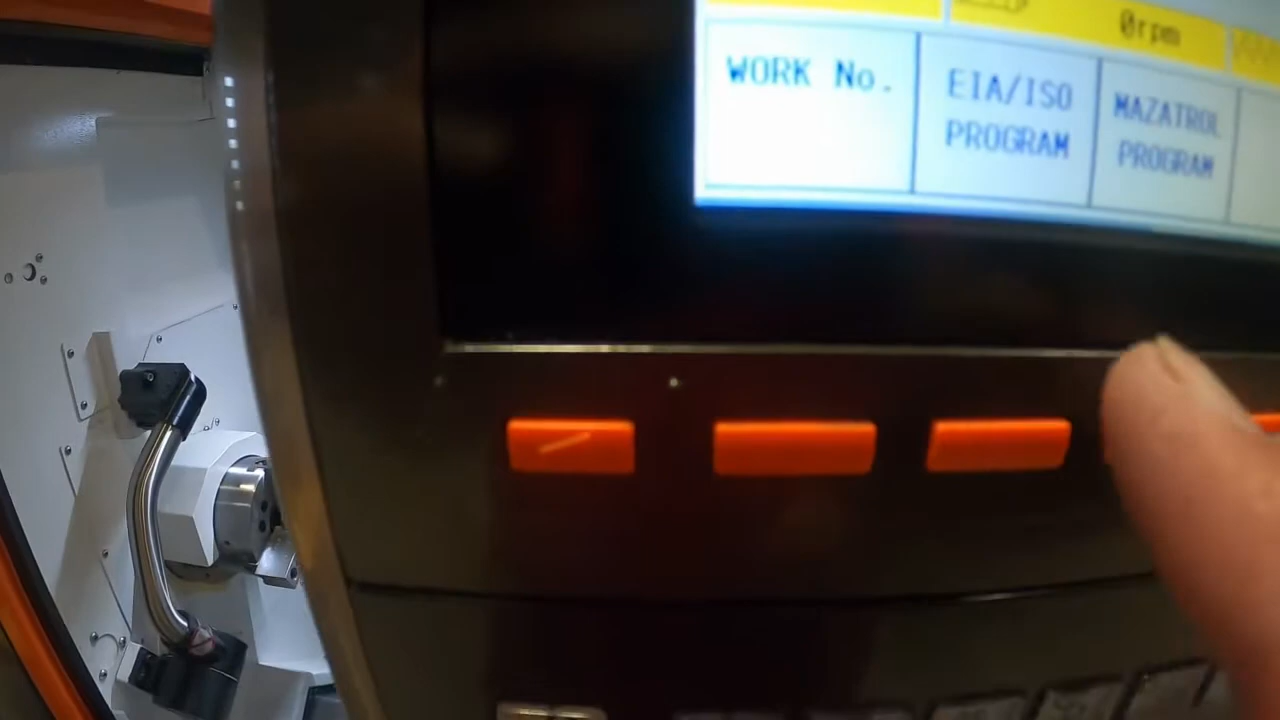 0rpm
WORK No.
EIA/ISO
PROGRAM
MAZATROL
PROGRAM